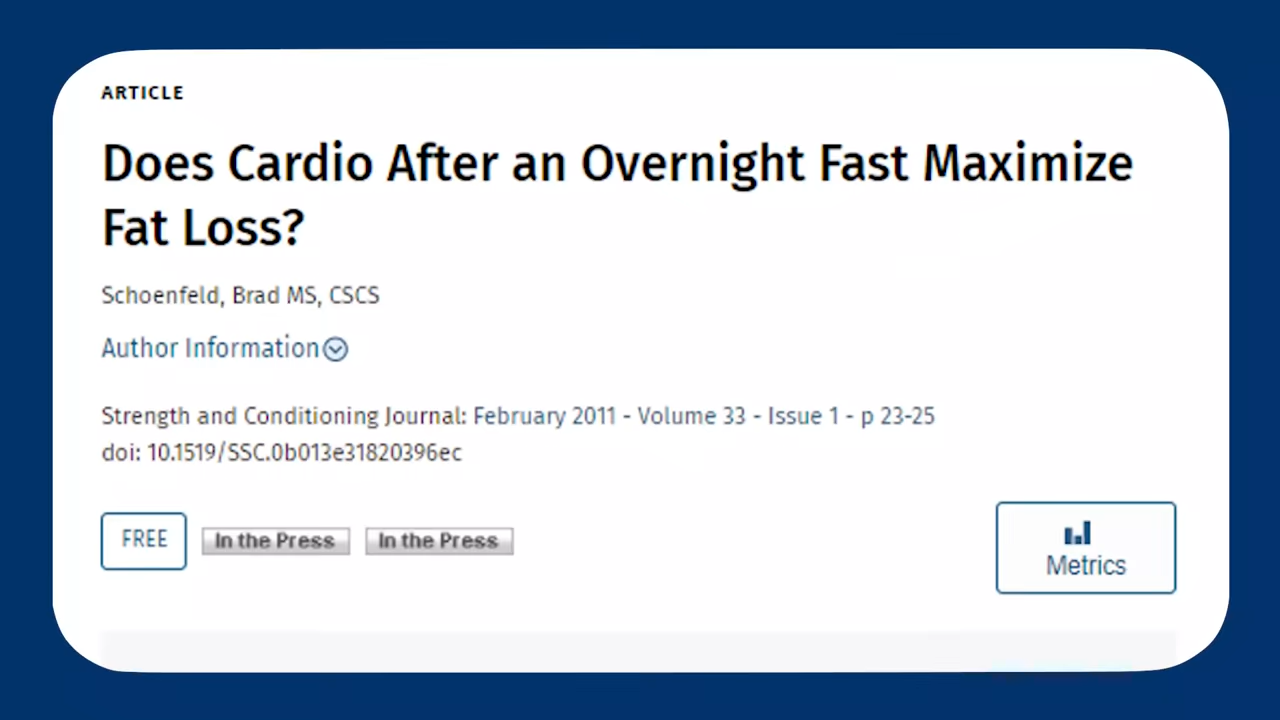 ARTICLE
Does Cardio After an Overnight Fast Maximize
Fat Loss?
Schoenfeld, Brad MS, CSCS
Author Information
Strength and Conditioning Journal: February 2011 - Volume 33 - Issue 1 - p 23-25
doi: 10.1519/SSC.0b013e31820396ec
FREE In the Press In the Press
Metrics